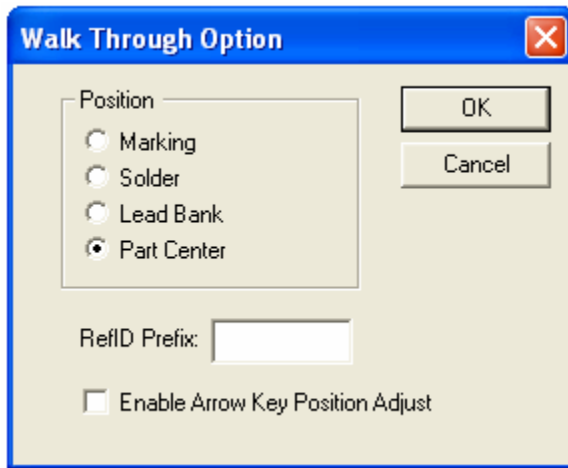 Walk Through Option
Position
Marking
Solder
Lead Bank
Part Center
OK
Cancel
RefID Prefix:
Enable Arrow Key Position Adjust